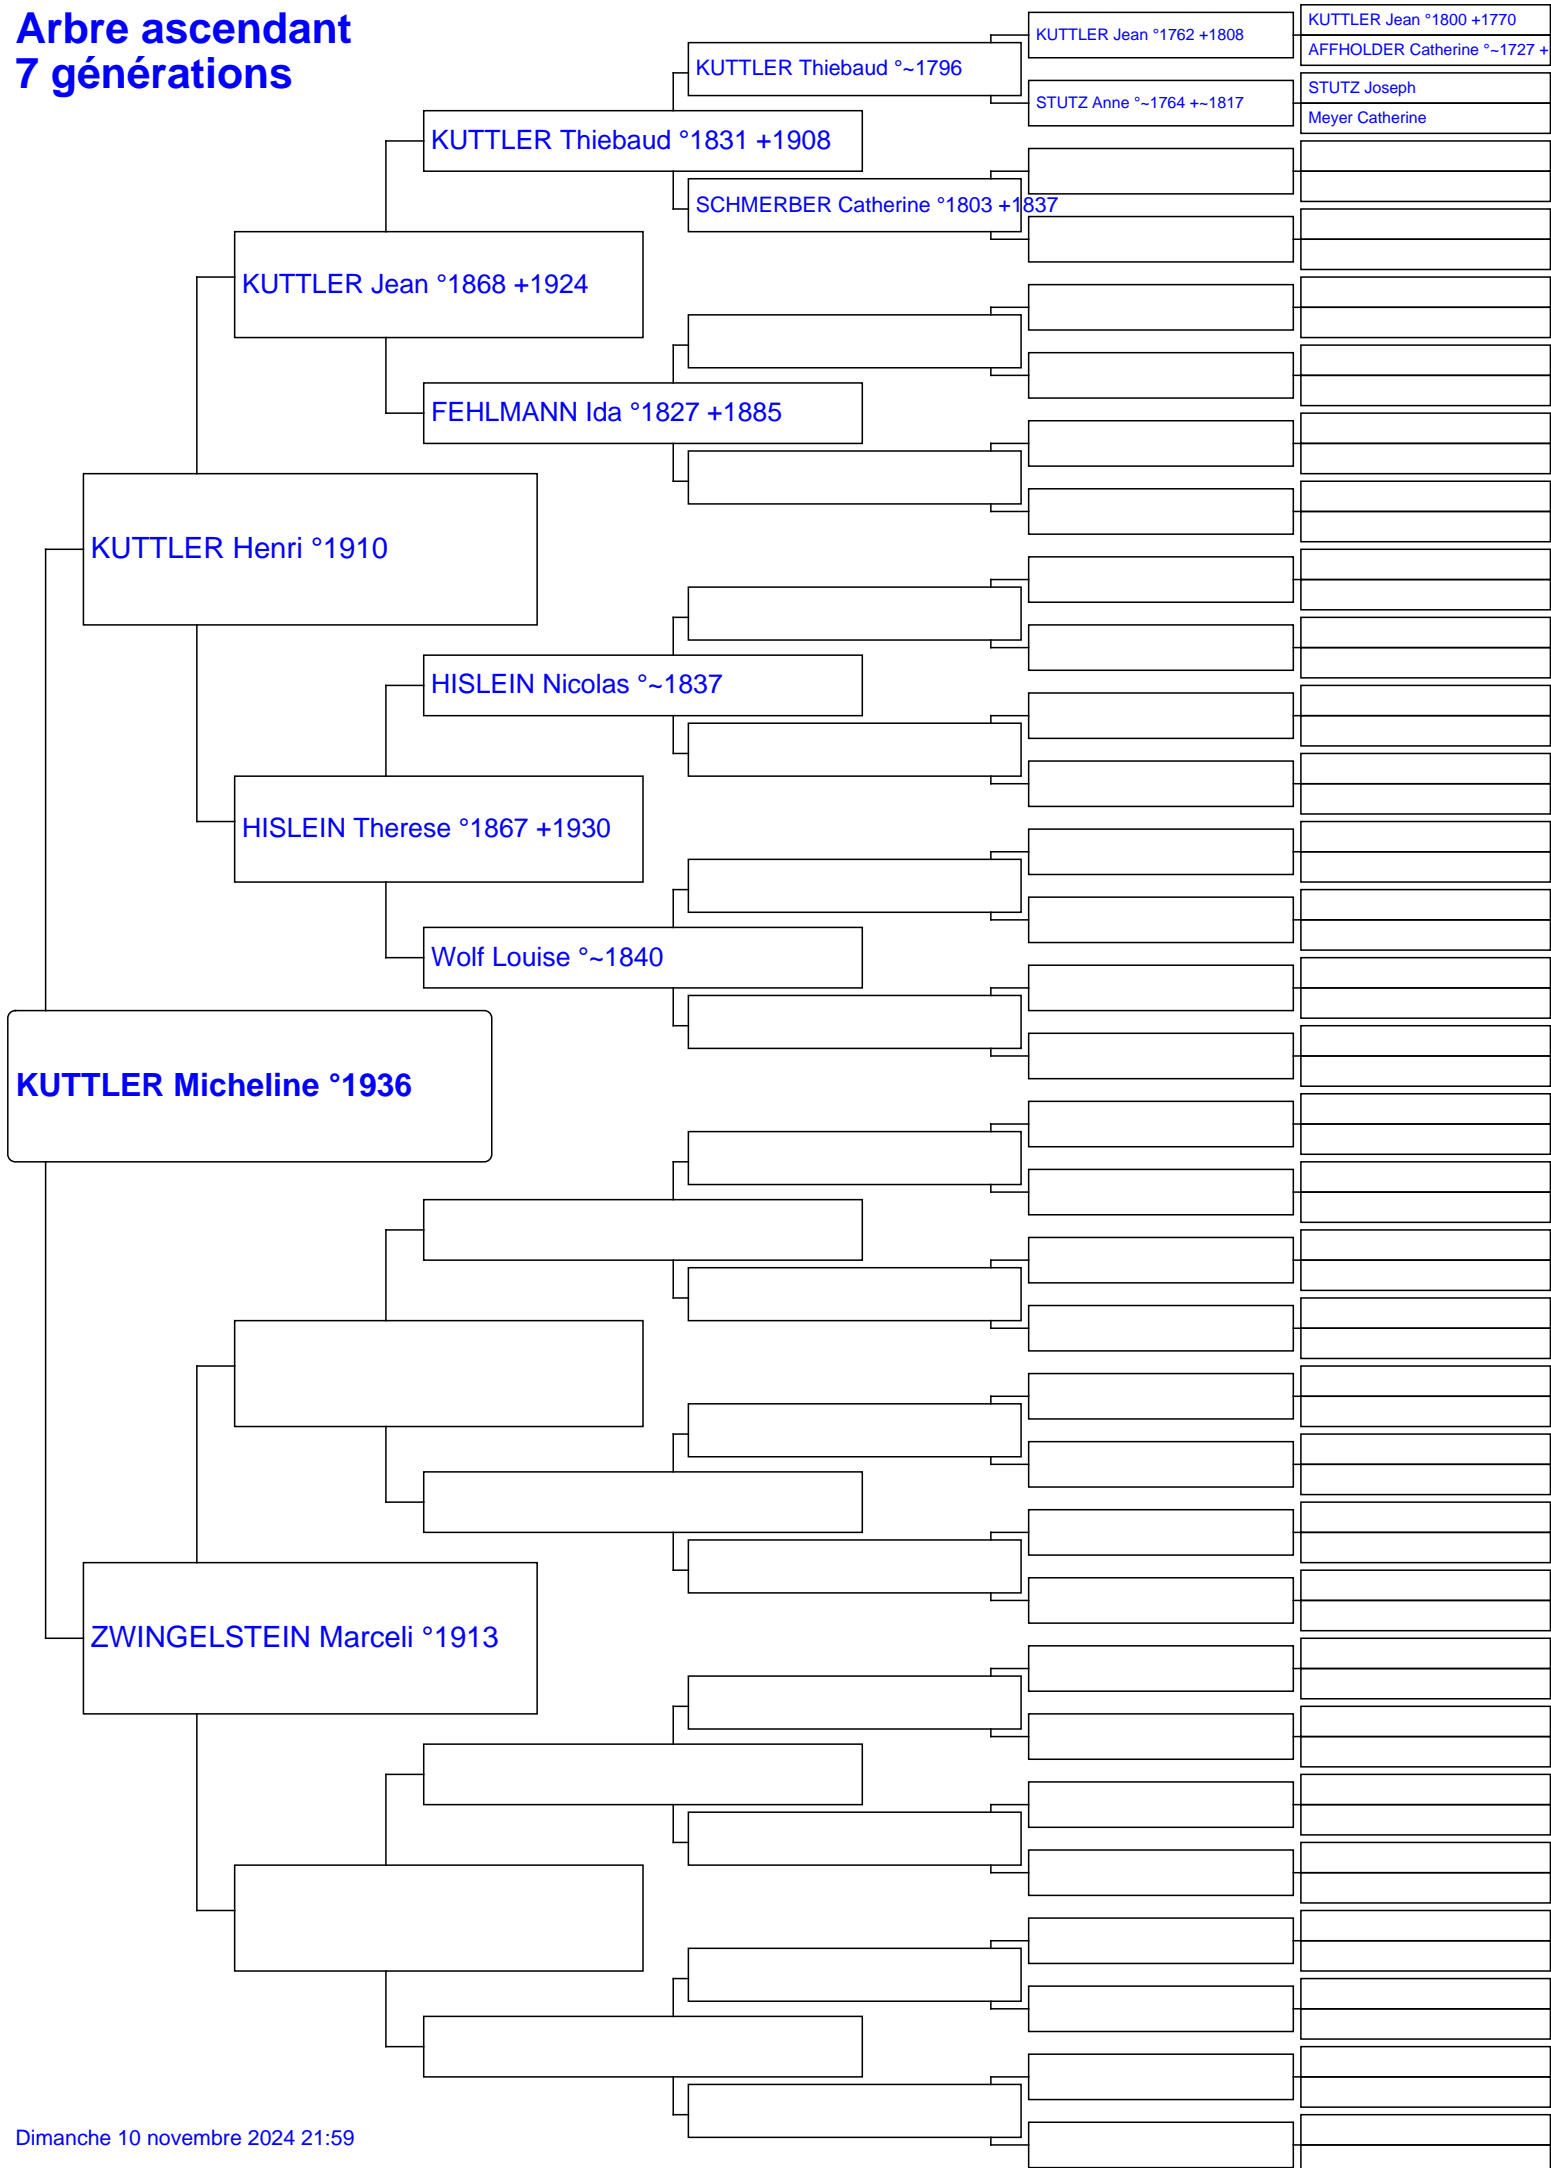 Arbre ascendant
7 générations
KUTTLER Jean °1800 +1770
KUTTLER Jean °1762 +1808
AFFHOLDER Catherine °~1727 +
KUTTLER Thiebaud °~1796
STUTZ Joseph
STUTZ Anne °~1764 +~1817
Meyer Catherine
KUTTLER Thiebaud °1831 +1908
SCHMERBER Catherine °1803 +1837
KUTTLER Jean °1868 +1924
FEHLMANN Ida °1827 +1885
KUTTLER Henri °1910
HISLEIN Nicolas °~1837
HISLEIN Therese °1867 +1930
Wolf Louise °~1840
KUTTLER Micheline °1936
ZWINGELSTEIN Marceli °1913
Dimanche 10 novembre 2024 21:59